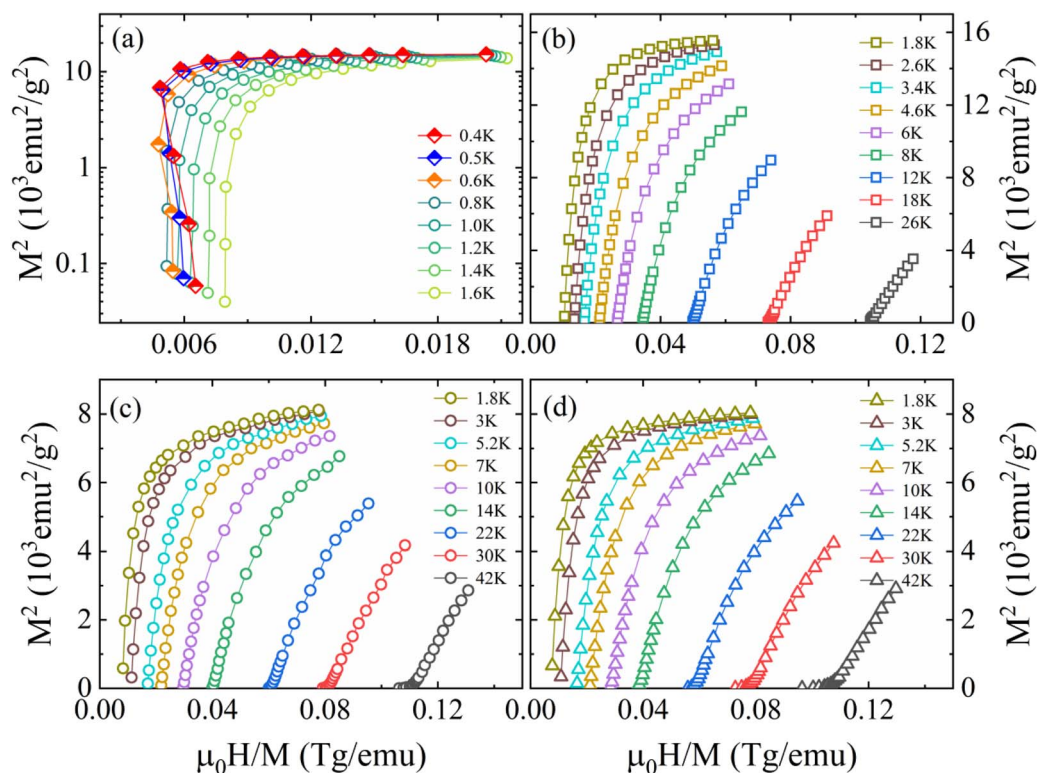 (a)
M² (10³emu²/g²)
10
1
0.1
0.006
0.012
0.018
0.4K
0.5K
0.6K
0.8K
1.0K
1.2K
1.4K
1.6K
(b)
M² (10³emu²/g²)
16
12
8
4
0
0.00
0.04
0.08
0.12
1.8K
2.6K
3.4K
4.6K
6K
8K
12K
18K
26K
(c)
M² (10³emu²/g²)
8
6
4
2
0
0.00
0.04
0.08
0.12
μ₀H/M (Tg/emu)
1.8K
3K
5.2K
7K
10K
14K
22K
30K
42K
(d)
M² (10³emu²/g²)
8
6
4
2
0
0.00
0.04
0.08
0.12
μ₀H/M (Tg/emu)
1.8K
3K
5.2K
7K
10K
14K
22K
30K
42K